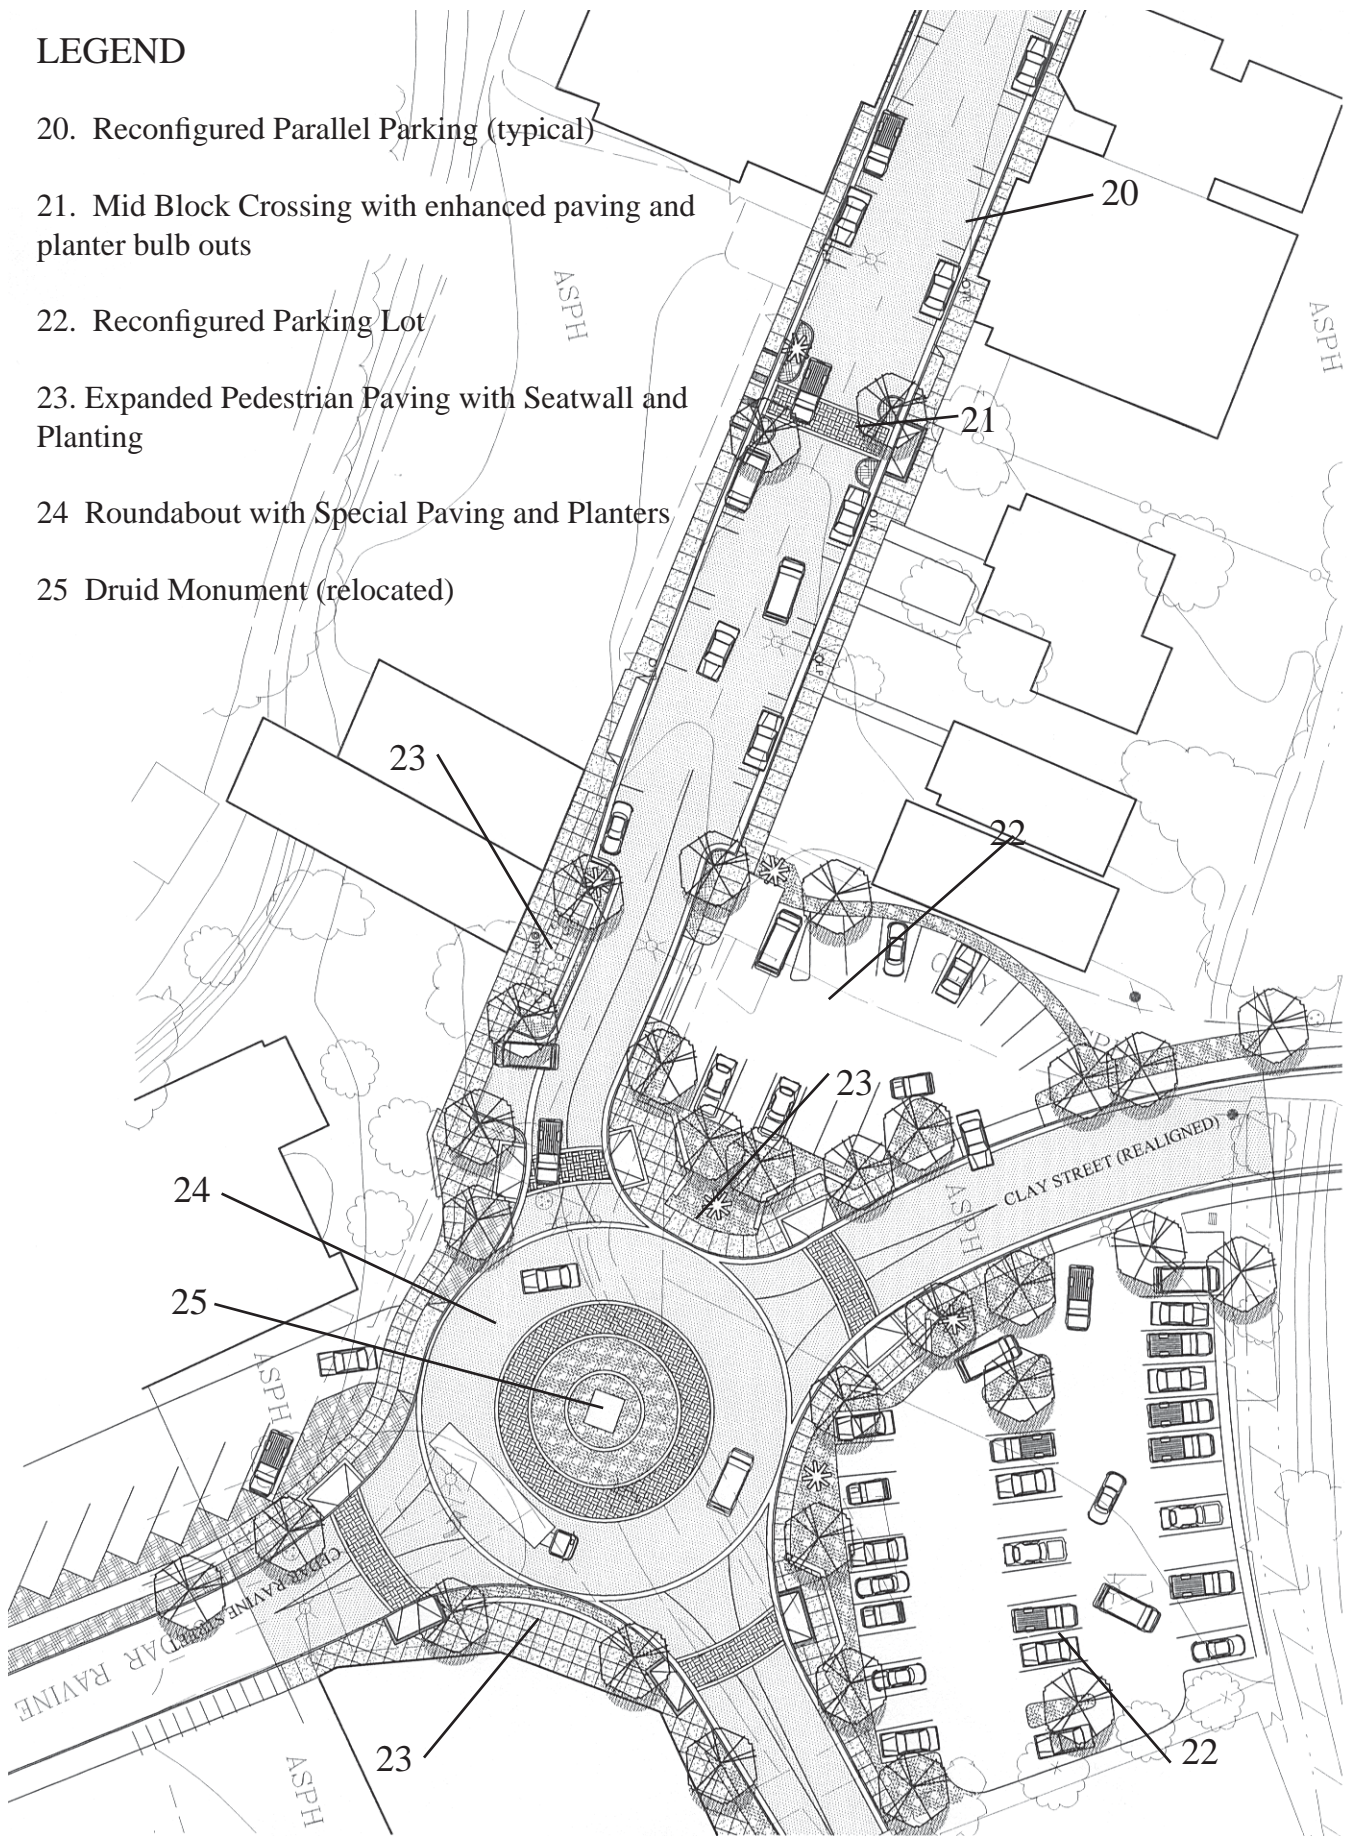 LEGEND
20. Reconfigured Parallel Parking (typical)
21. Mid Block Crossing with enhanced paving and
planter bulb outs
22. Reconfigured Parking Lot
23. Expanded Pedestrian Paving with Seatwall and
Planting
24 Roundabout with Special Paving and Planters
25 Druid Monument (relocated)
20
ASPH
ASPH
21
23
22
23
CLAY STREET (REALIGNED)
ASPH
24
25
ASPH
CEDAR RAVINE
RAVINE
23
ASPH
22